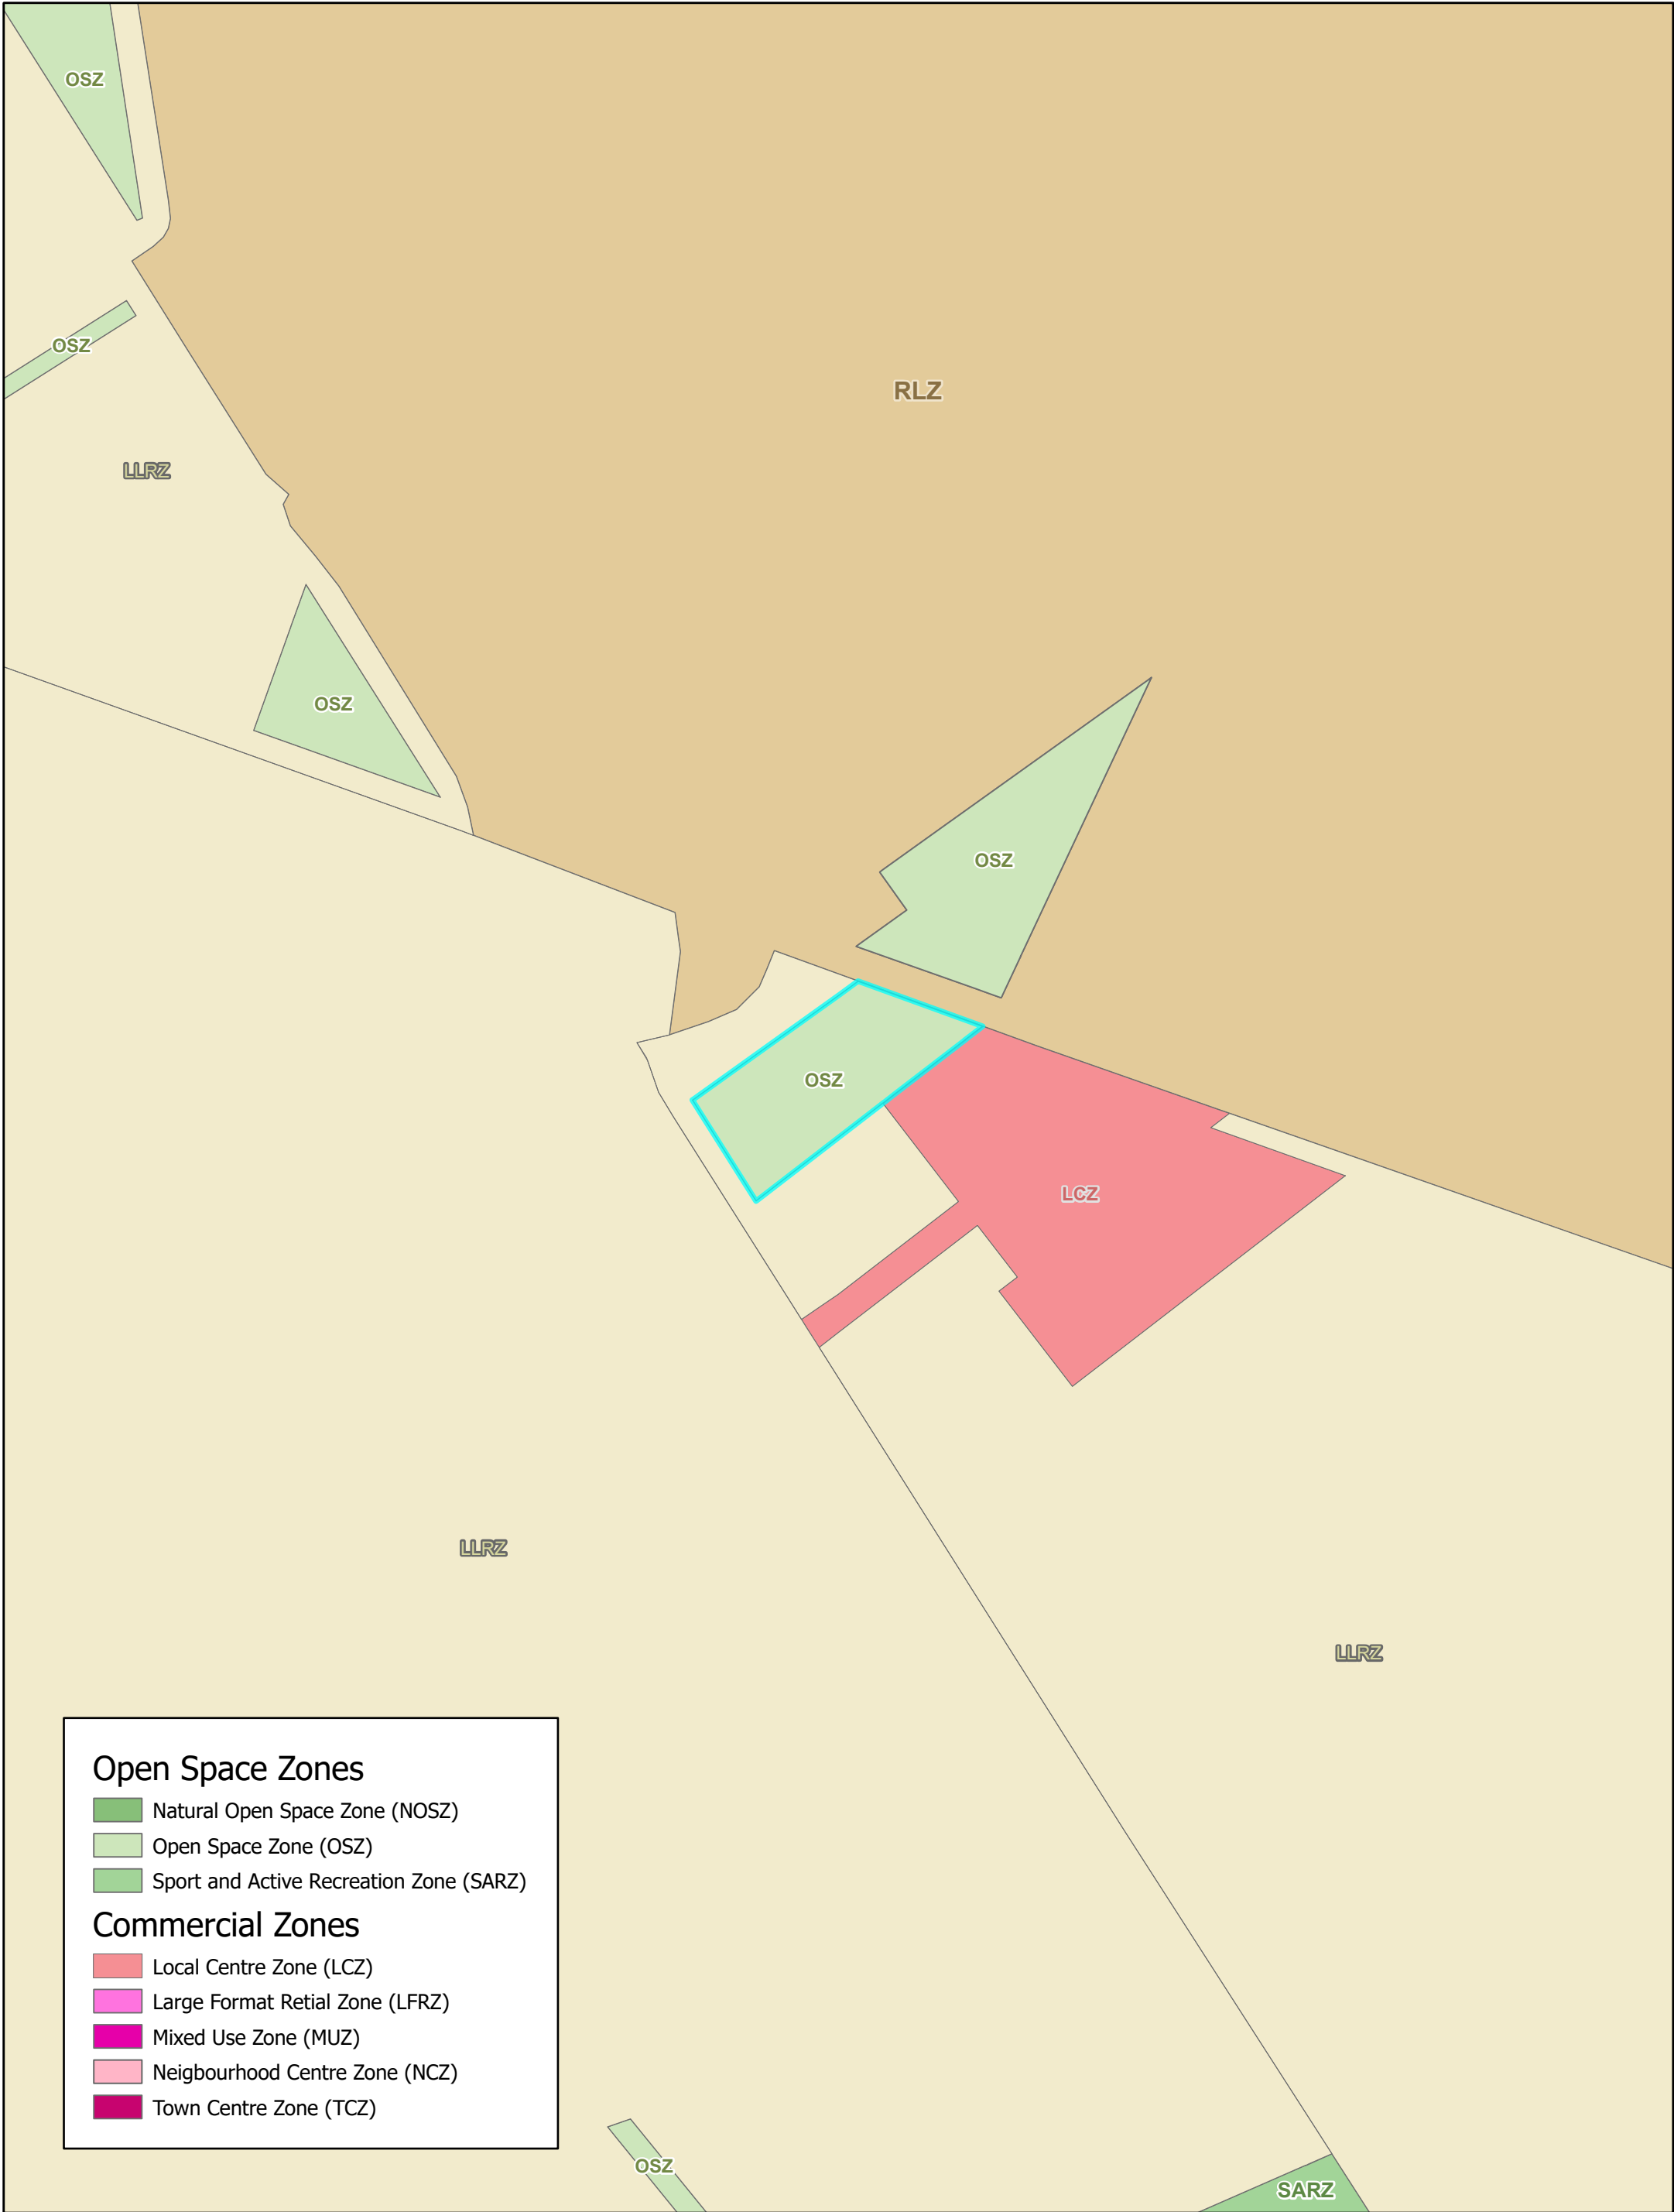 OSZ
OSZ
RLZ
LLRZ
OSZ
OSZ
OSZ
LCZ
LLRZ
LLRZ
Open Space Zones
Natural Open Space Zone (NOSZ)
Open Space Zone (OSZ)
Sport and Active Recreation Zone (SARZ)
Commercial Zones
Local Centre Zone (LCZ)
Large Format Retial Zone (LFRZ)
Mixed Use Zone (MUZ)
Neigbourhood Centre Zone (NCZ)
Town Centre Zone (TCZ)
OSZ
SARZ